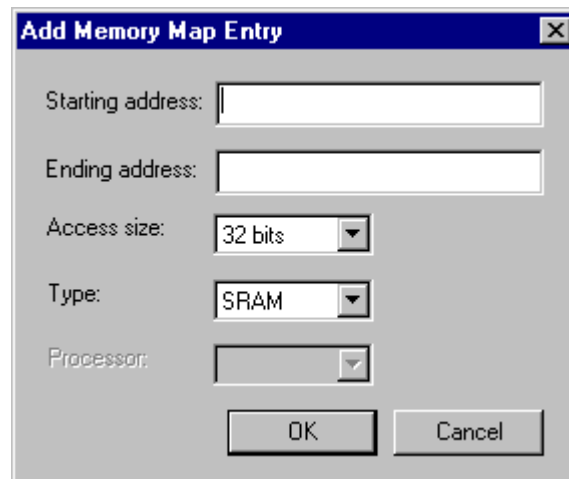 Add Memory Map Entry
Starting address:
Ending address:
Access size: 32 bits
Type: SRAM
Processor:
OK Cancel